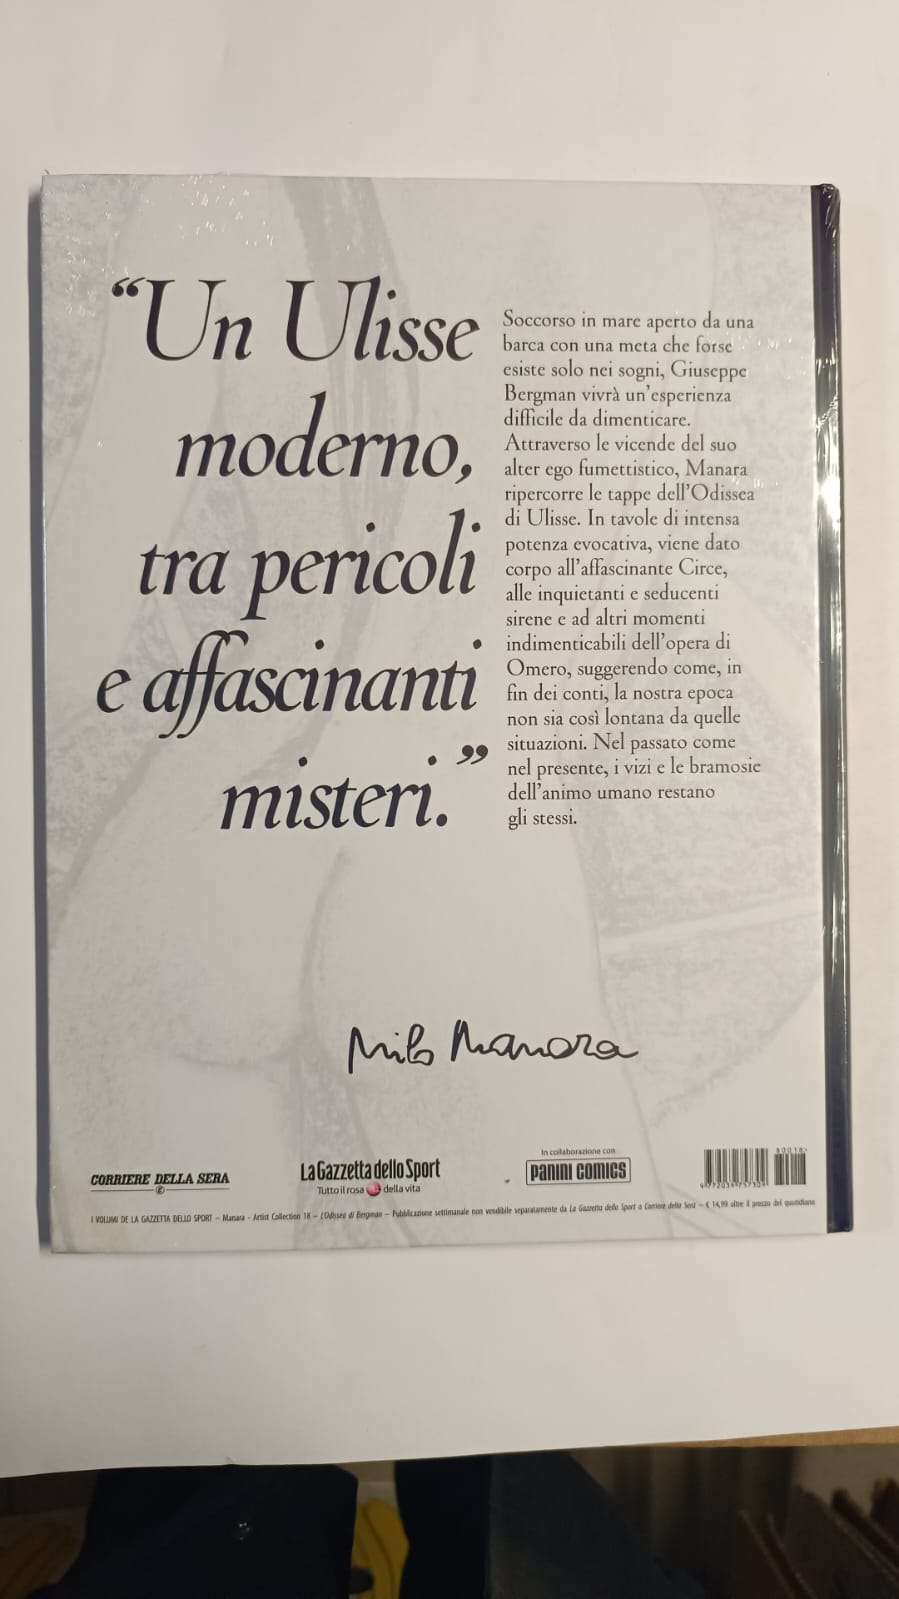 “Un Ulisse
moderno,
tra pericoli
e affascinanti
misteri.”
Soccorso in mare aperto da una
barca con una meta che forse
esiste solo nei sogni, Giuseppe
Bergman vivrà un'esperienza
difficile da dimenticare.
Attraverso le vicende del suo
alter ego fumettistico, Manara
ripercorre le tappe dell'Odissea
di Ulisse. In tavole di intensa
potenza evocativa, viene dato
corpo all'affascinante Circe,
alle inquietanti e seducenti
sirene e ad altri momenti
indimenticabili dell'opera di
Omero, suggerendo come, in
fin dei conti, la nostra epoca
non sia così lontana da quelle
situazioni. Nel passato come
nel presente, i vizi e le bramosie
dell'animo umano restano
gli stessi.
Milo Manara
CORRIERE DELLA SERA
La Gazzetta dello Sport
Tutto il rosa della vita
In collaborazione con
PANINI COMICS
80018
I VOLUMI DE LA GAZZETTA DELLO SPORT – Manara - Artist Collection 18 – L'Odissea di Bergman – Pubblicazione settimanale non vendibile separatamente da La Gazzetta dello Sport o Corriere della Sera – € 14,99 oltre il prezzo del quotidiano